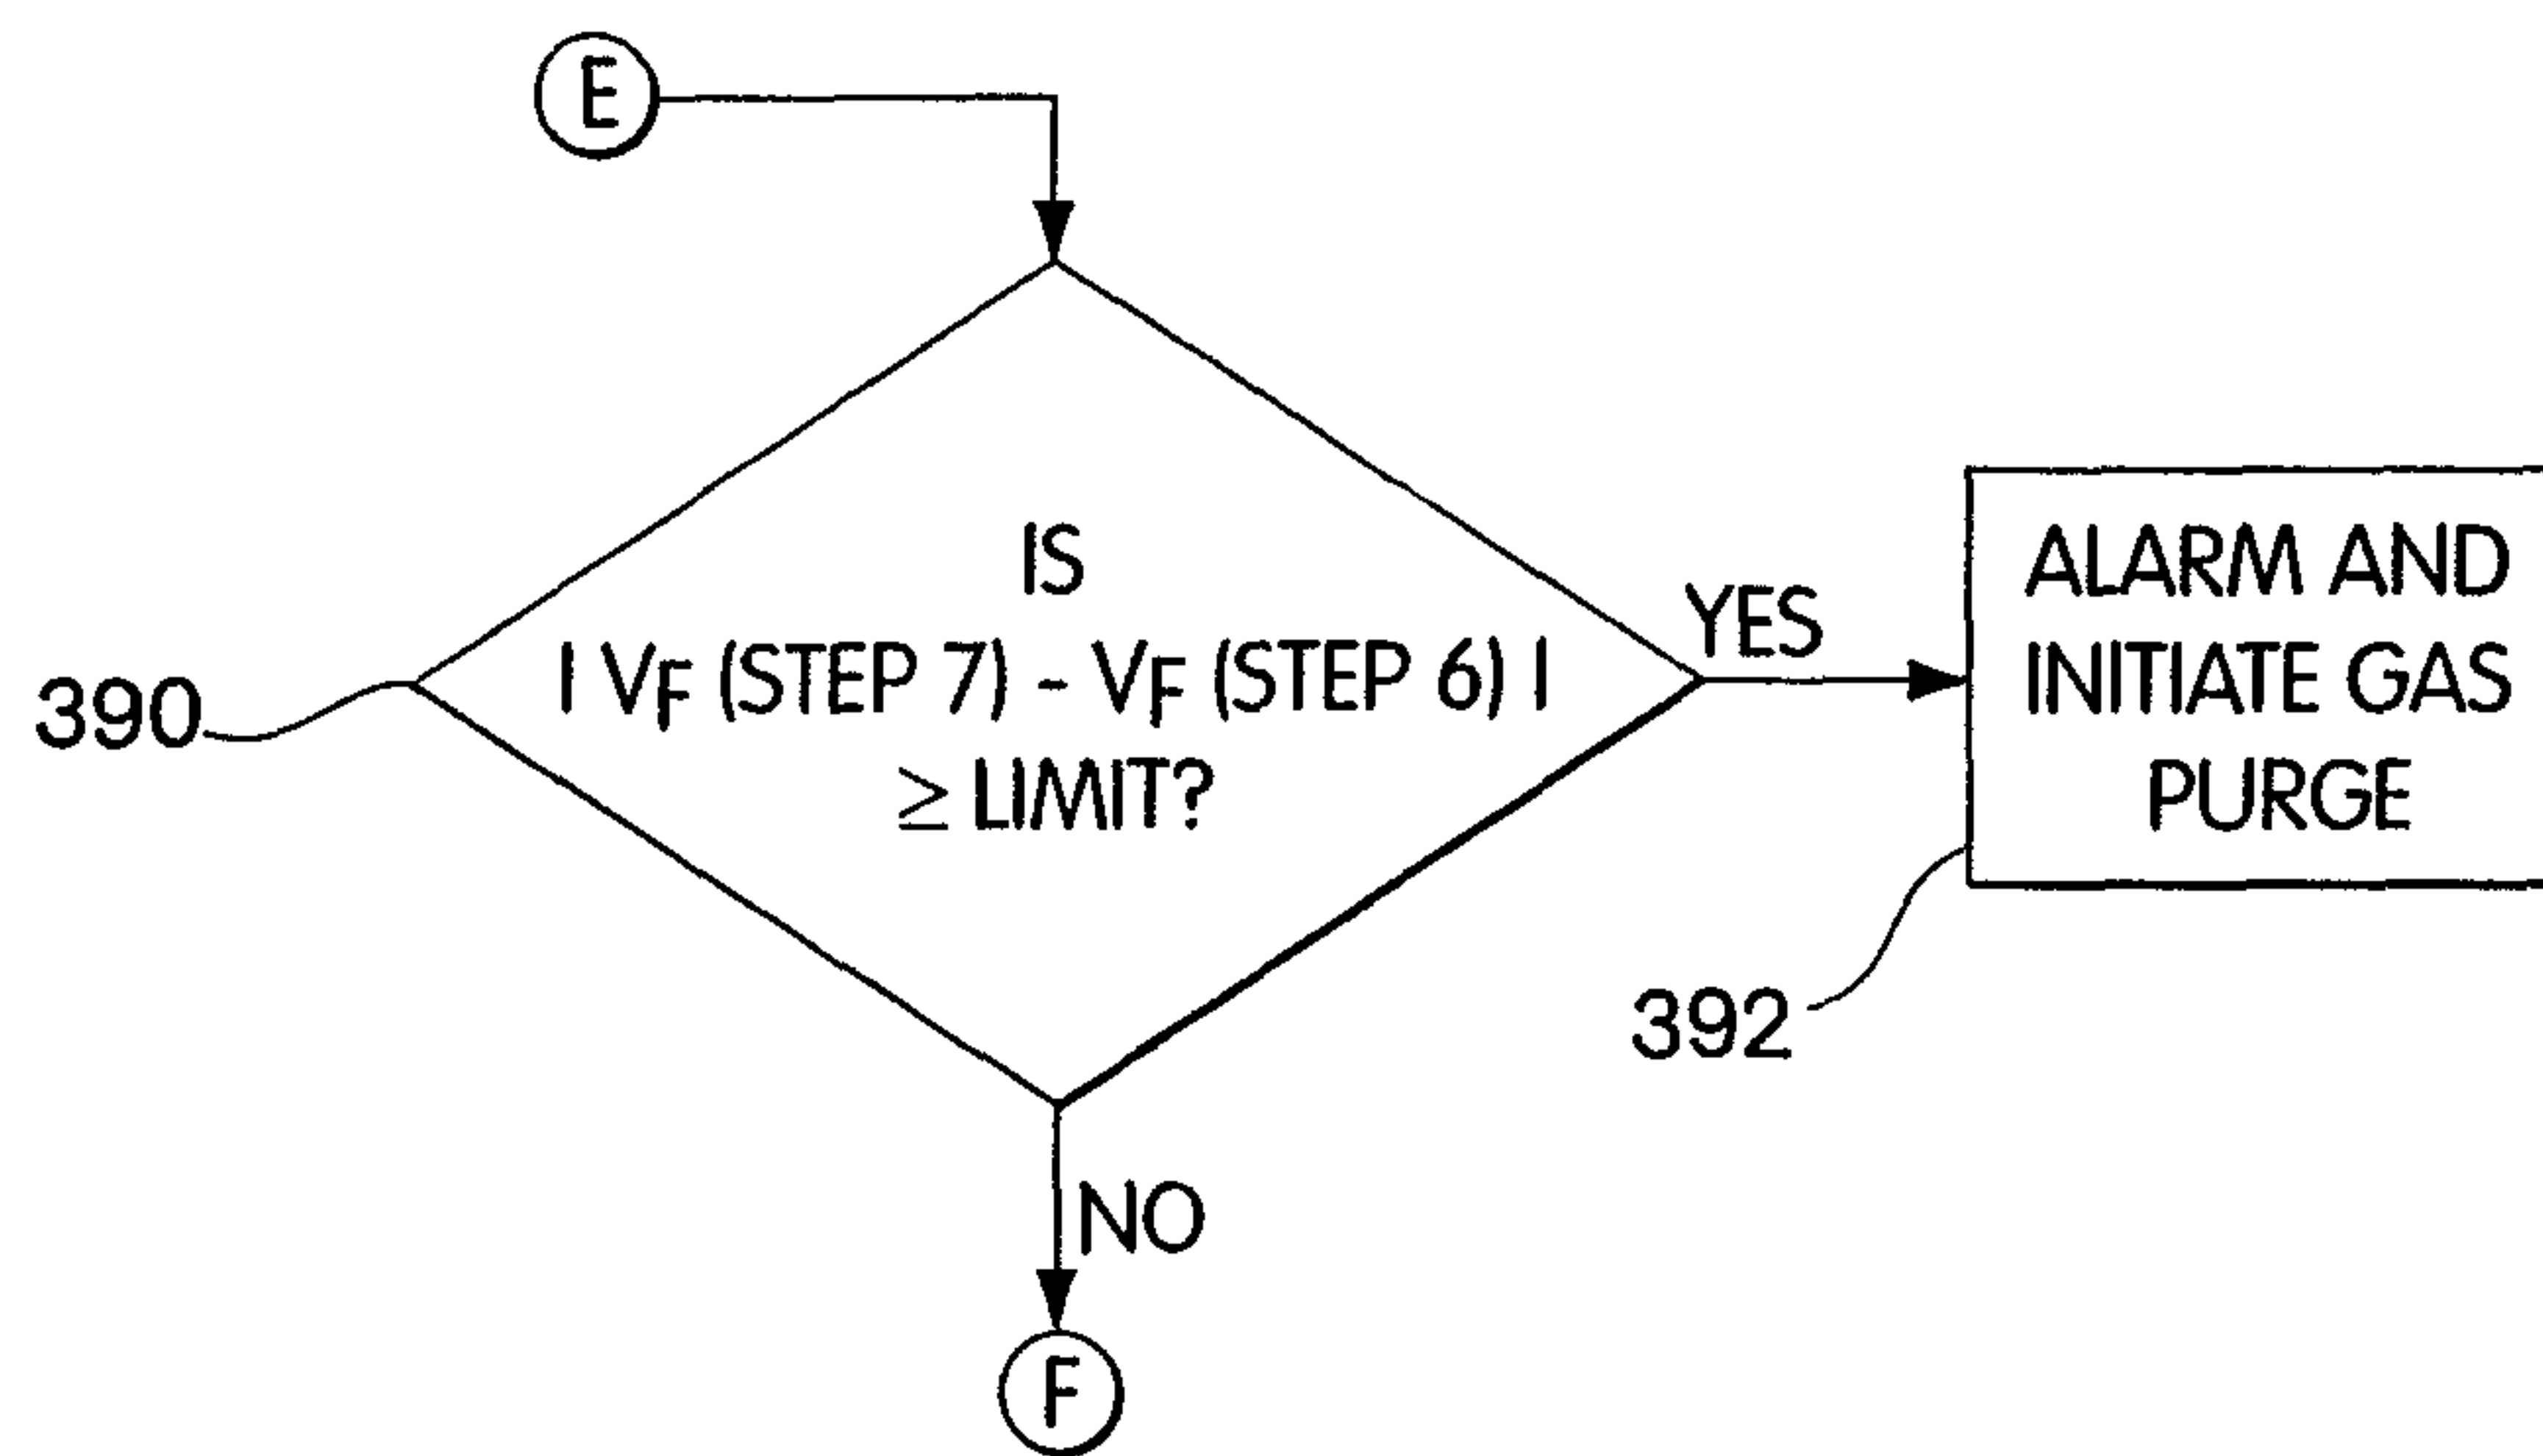 E
IS
| VF (STEP 7) - VF (STEP 6) |
≥ LIMIT?
390
YES
ALARM AND
INITIATE GAS
PURGE
392
NO
F